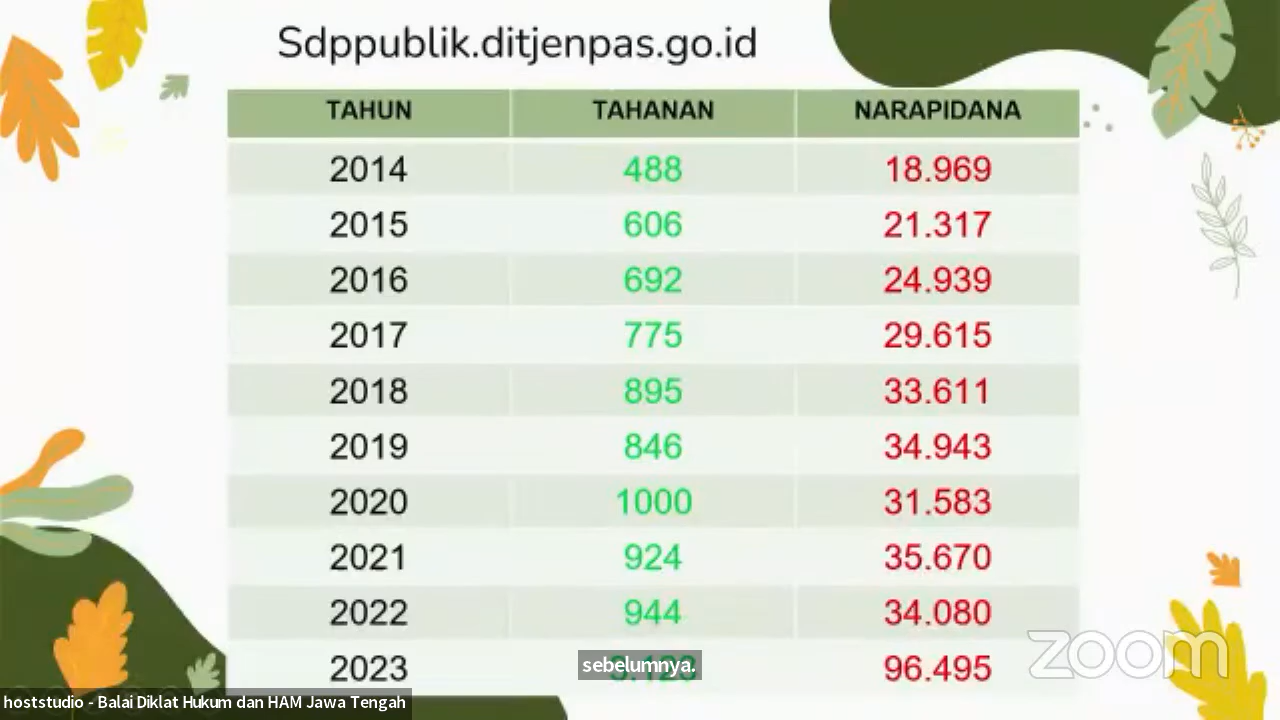 Sdppublik.ditjenpas.go.id
TAHUN TAHANAN NARAPIDANA
2014 488 18.969
2015 606 21.317
2016 692 24.939
2017 775 29.615
2018 895 33.611
2019 846 34.943
2020 1000 31.583
2021 924 35.670
2022 944 34.080
2023 96.495
sebelumnya.
zoom
hoststudio - Balai Diklat Hukum dan HAM Jawa Tengah